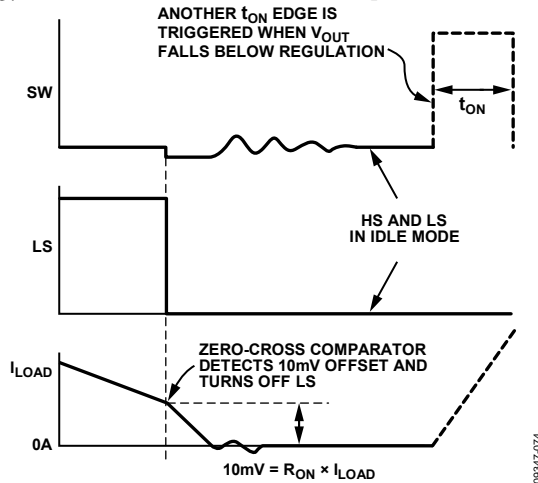 ANOTHER tON EDGE IS
TRIGGERED WHEN VOUT
FALLS BELOW REGULATION
SW
tON
HS AND LS
IN IDLE MODE
LS
ZERO-CROSS COMPARATOR
DETECTS 10mV OFFSET AND
TURNS OFF LS
ILOAD
0A
10mV = RON × ILOAD
09347-074